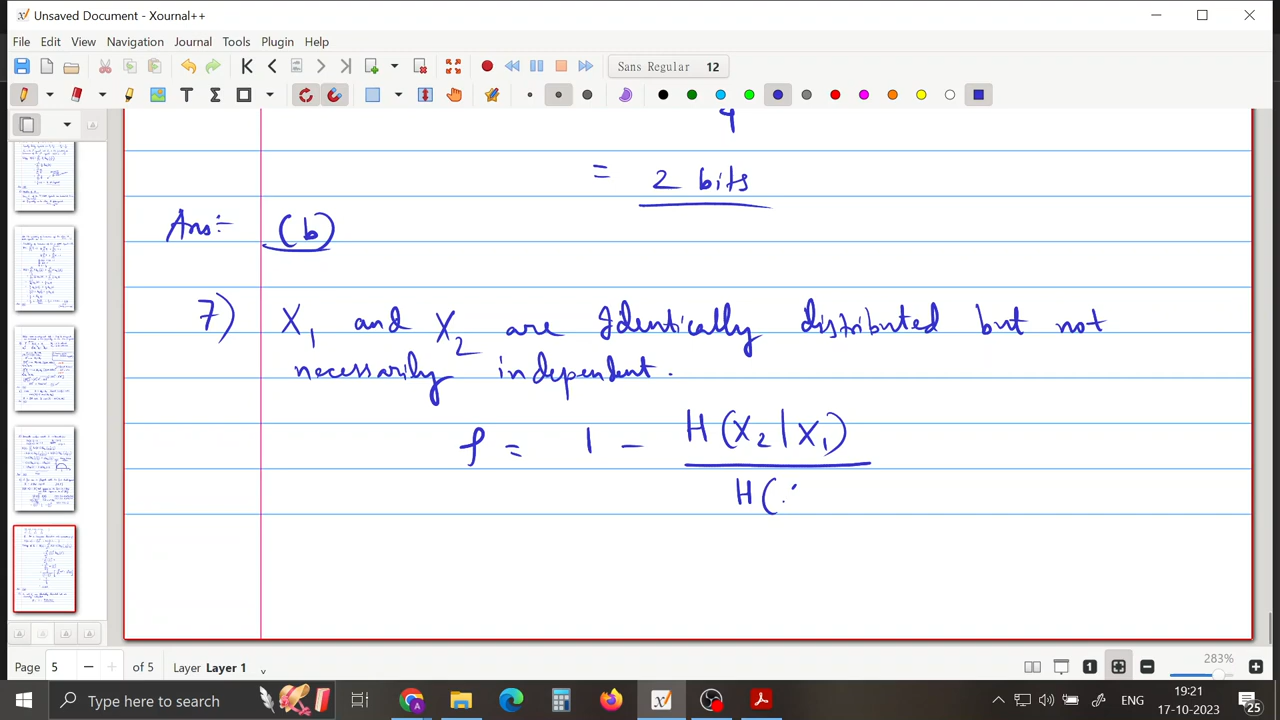 Unsaved Document - Xournal++
File Edit View Navigation Journal Tools Plugin Help
Sans Regular 12
4
= 2 bits
Ans:- (b)
7) X₁ and X₂ are Identically distributed but not
necessarily independent.
ρ = 1 - H(X₂|X₁)
H(
Page 5 of 5 Layer Layer 1
283%
Type here to search
ENG
19:21
17-10-2023
25